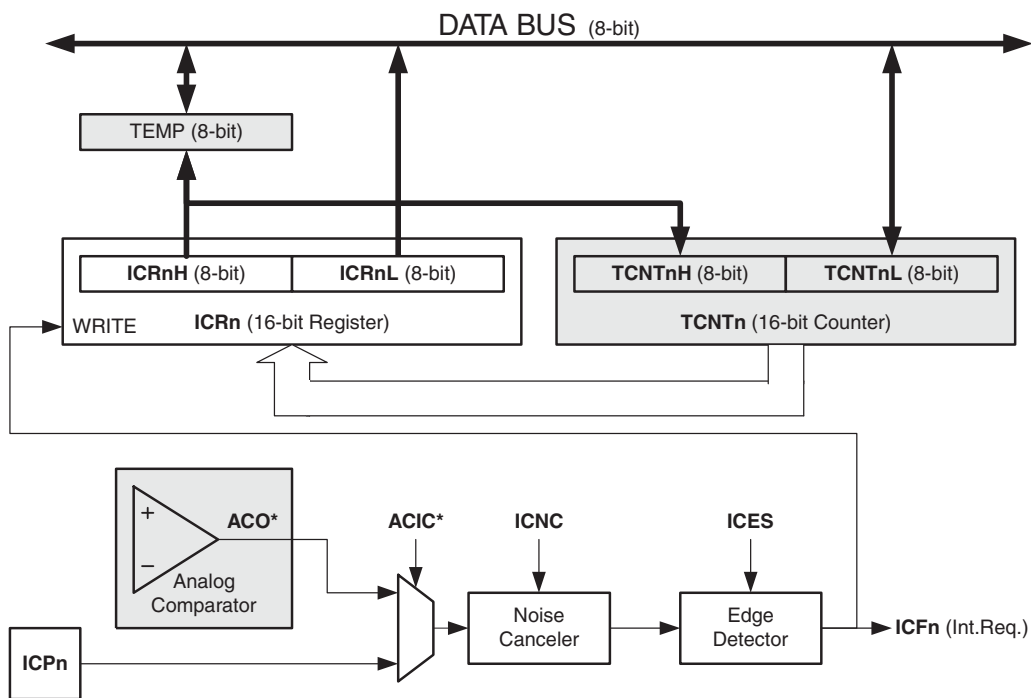 DATA BUS (8-bit)
TEMP (8-bit)
ICRnH (8-bit)
ICRnL (8-bit)
TCNTnH (8-bit)
TCNTnL (8-bit)
WRITE
ICRn (16-bit Register)
TCNTn (16-bit Counter)
+
−
ACO*
Analog
Comparator
ACIC*
ICNC
ICES
Noise
Canceler
Edge
Detector
ICFn (Int.Req.)
ICPn